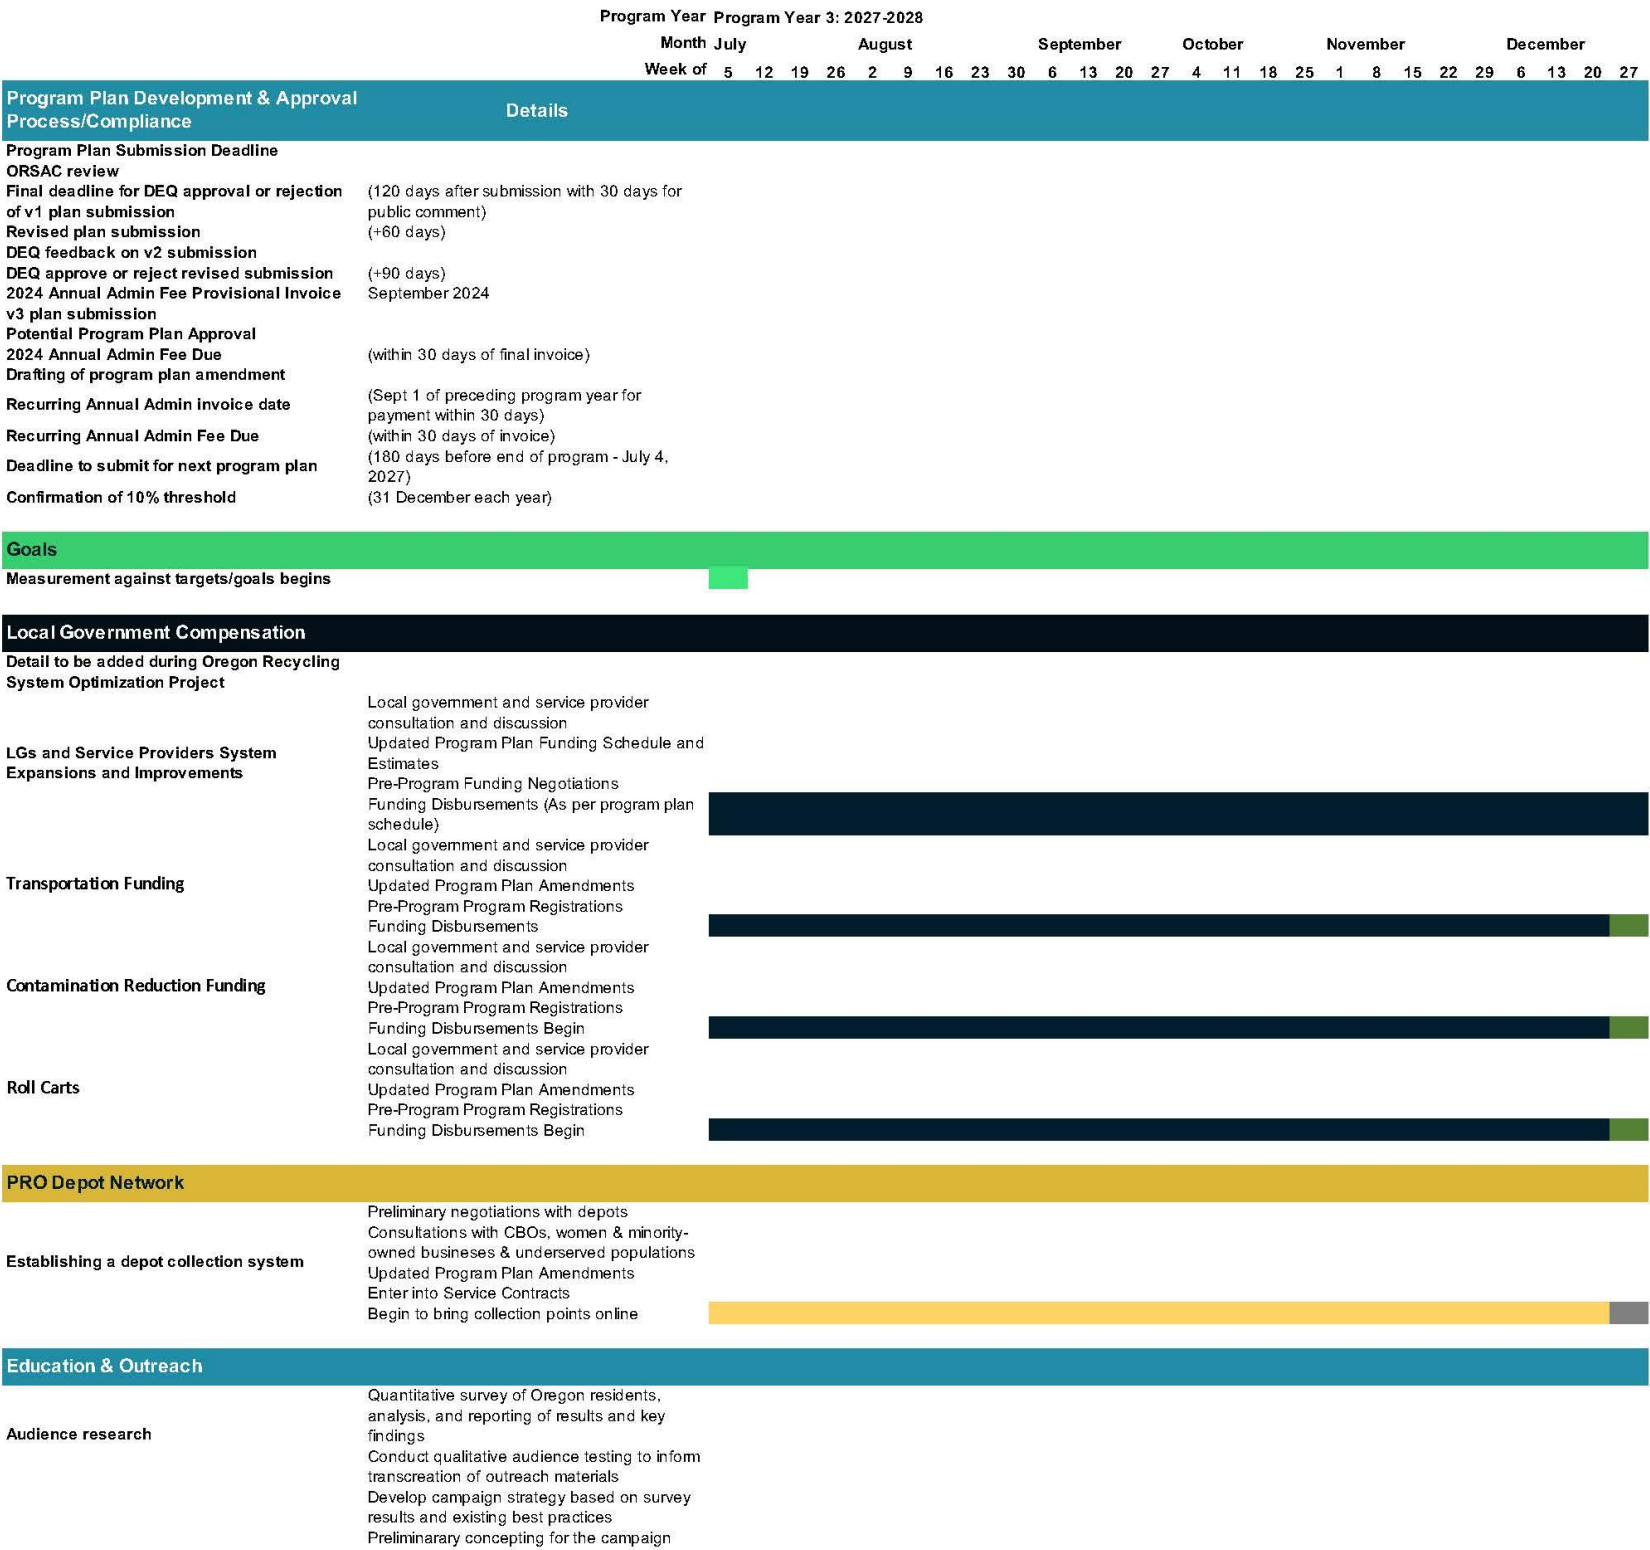 Program Year Program Year 3: 2027-2028
Month July August September October November December
Week of 5 12 19 26 2 9 16 23 30 6 13 20 27 4 11 18 25 1 8 15 22 29 6 13 20 27
Program Plan Development & Approval
Process/Compliance
Details
Program Plan Submission Deadline
ORSAC review
Final deadline for DEQ approval or rejection
of v1 plan submission
(120 days after submission with 30 days for
public comment)
Revised plan submission (+60 days)
DEQ feedback on v2 submission
DEQ approve or reject revised submission (+90 days)
2024 Annual Admin Fee Provisional Invoice September 2024
v3 plan submission
Potential Program Plan Approval
2024 Annual Admin Fee Due (within 30 days of final invoice)
Drafting of program plan amendment
Recurring Annual Admin invoice date
(Sept 1 of preceding program year for
payment within 30 days)
Recurring Annual Admin Fee Due (within 30 days of invoice)
Deadline to submit for next program plan
(180 days before end of program - July 4,
2027)
Confirmation of 10% threshold (31 December each year)
Goals
Measurement against targets/goals begins
Local Government Compensation
Detail to be added during Oregon Recycling
System Optimization Project
LGs and Service Providers System
Expansions and Improvements
Local government and service provider
consultation and discussion
Updated Program Plan Funding Schedule and
Estimates
Pre-Program Funding Negotiations
Funding Disbursements (As per program plan
schedule)
Transportation Funding
Local government and service provider
consultation and discussion
Updated Program Plan Amendments
Pre-Program Program Registrations
Funding Disbursements
Contamination Reduction Funding
Local government and service provider
consultation and discussion
Updated Program Plan Amendments
Pre-Program Program Registrations
Funding Disbursements Begin
Roll Carts
Local government and service provider
consultation and discussion
Updated Program Plan Amendments
Pre-Program Program Registrations
Funding Disbursements Begin
PRO Depot Network
Establishing a depot collection system
Preliminary negotiations with depots
Consultations with CBOs, women & minority-
owned busineses & underserved populations
Updated Program Plan Amendments
Enter into Service Contracts
Begin to bring collection points online
Education & Outreach
Audience research
Quantitative survey of Oregon residents,
analysis, and reporting of results and key
findings
Conduct qualitative audience testing to inform
transcreation of outreach materials
Develop campaign strategy based on survey
results and existing best practices
Preliminarary concepting for the campaign